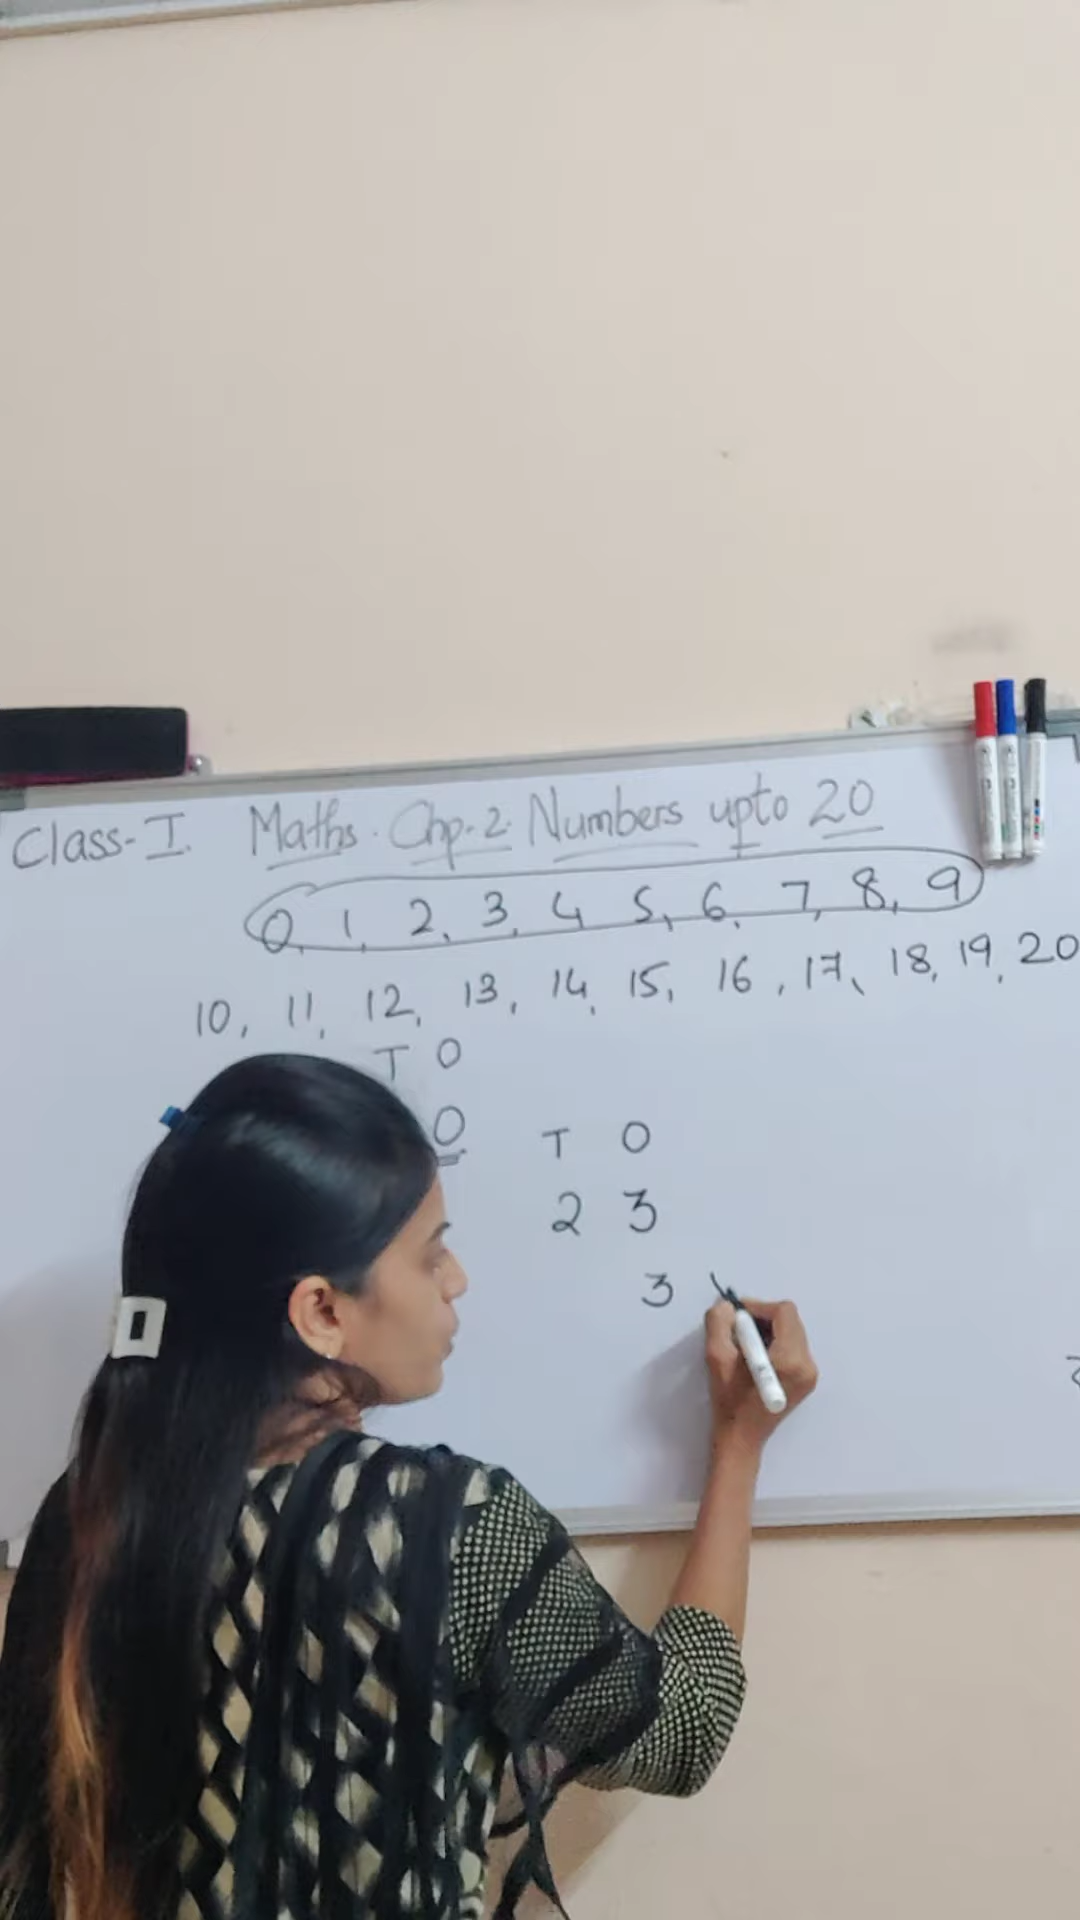 Class-I. Maths. Chp-2. Numbers upto 20
0, 1, 2, 3, 4 5, 6, 7, 8, 9
10, 11, 12, 13, 14, 15, 16, 17, 18, 19, 20
T O
0
T O
2 3
3